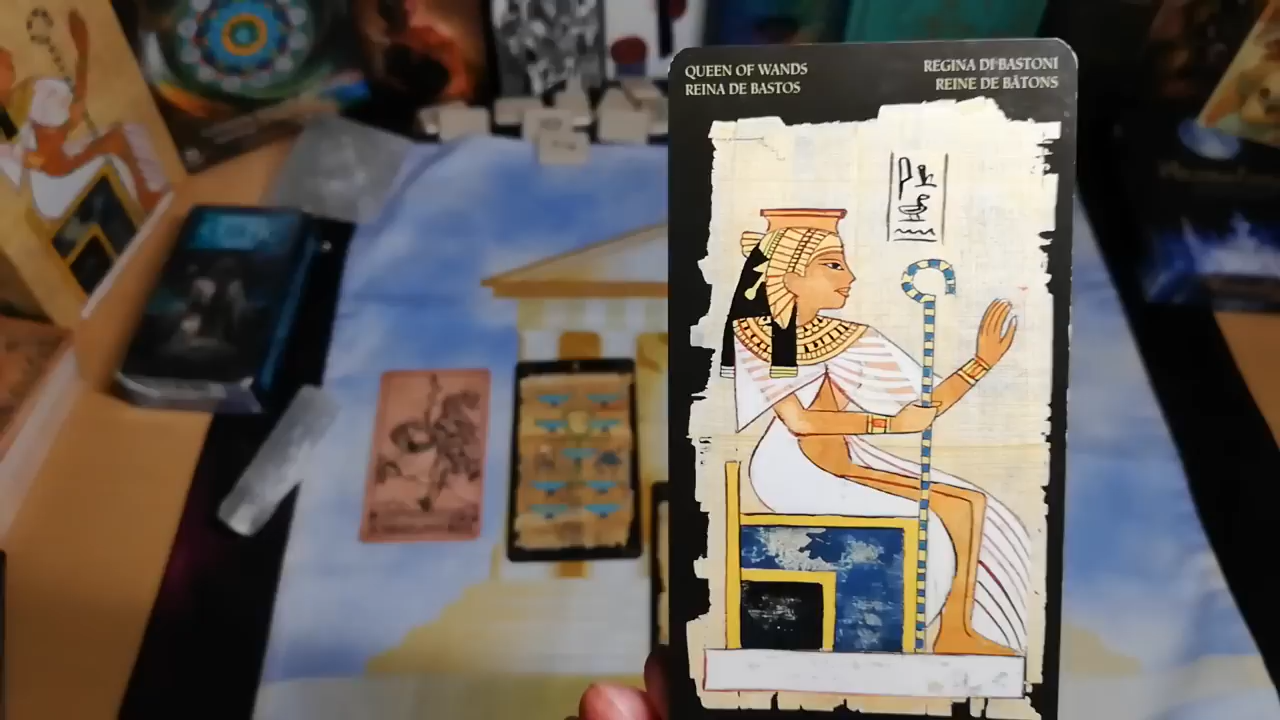 QUEEN OF WANDS
REINA DE BASTOS
REGINA DI BASTONI
REINE DE BÂTONS